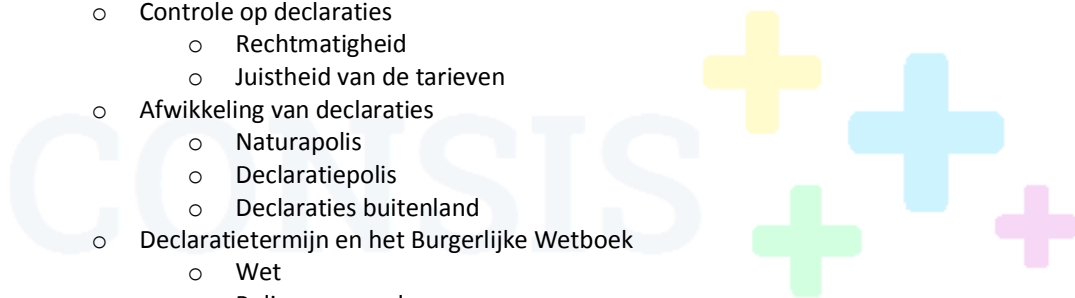 o Controle op declaraties
o Rechtmatigheid
o Juistheid van de tarieven
o Afwikkeling van declaraties
o Naturapolis
o Declaratiepolis
o Declaraties buitenland
CONSIS
o Declaratietermijn en het Burgerlijke Wetboek
o Wet